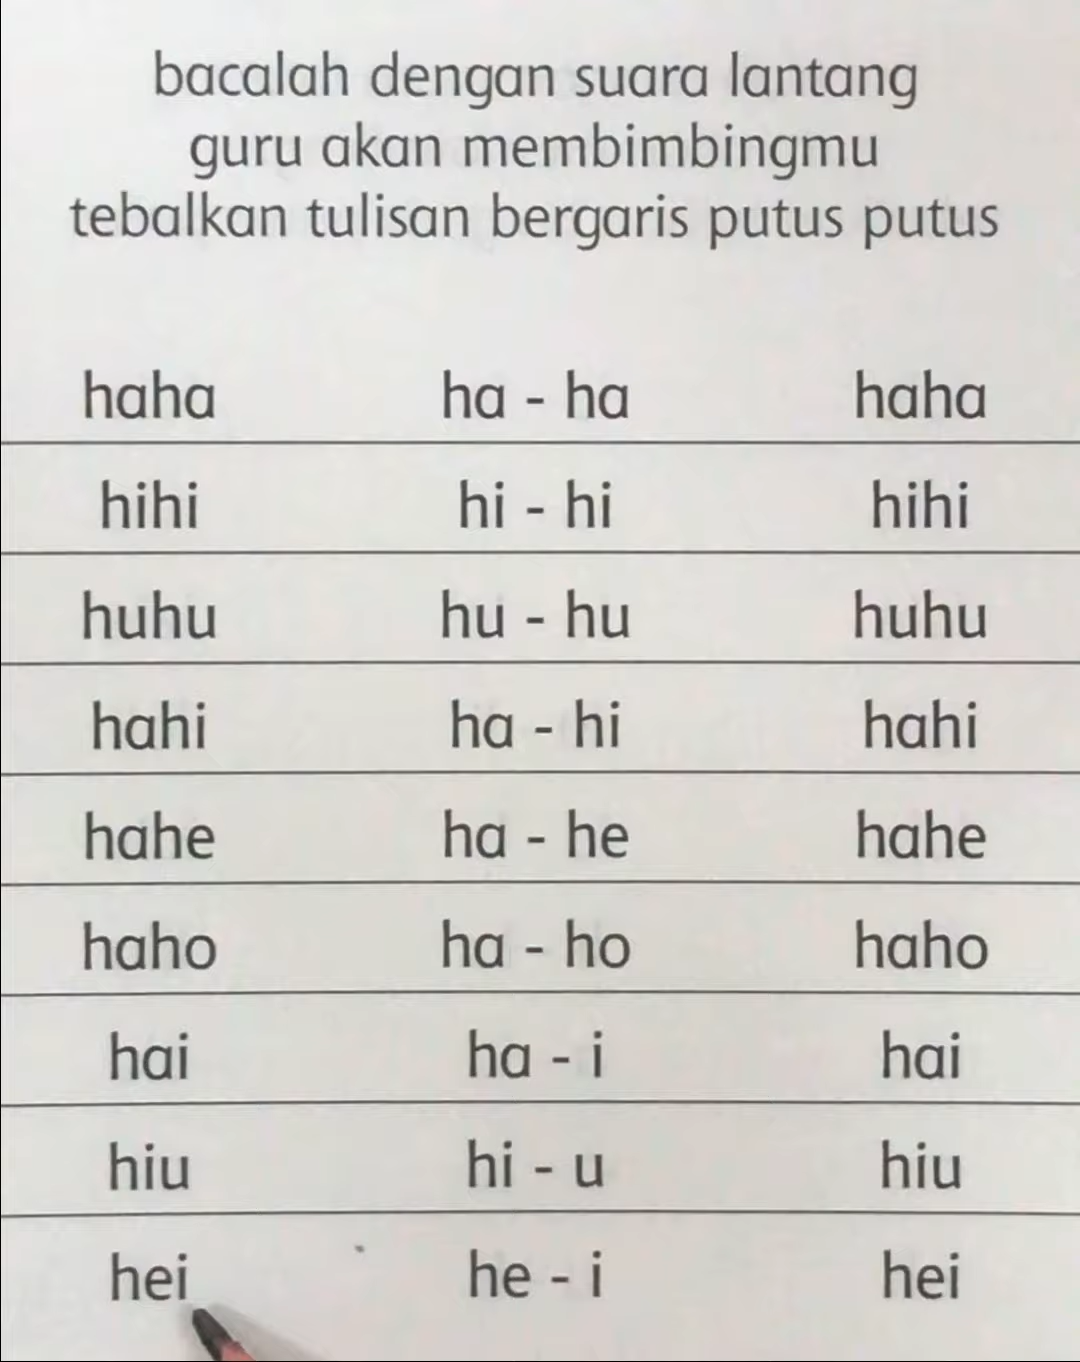 bacalah dengan suara lantang
guru akan membimbingmu
tebalkan tulisan bergaris putus putus
haha ha - ha haha
hihi hi - hi hihi
huhu hu - hu huhu
hahi ha - hi hahi
hahe ha - he hahe
haho ha - ho haho
hai ha - i hai
hiu hi - u hiu
hei he - i hei